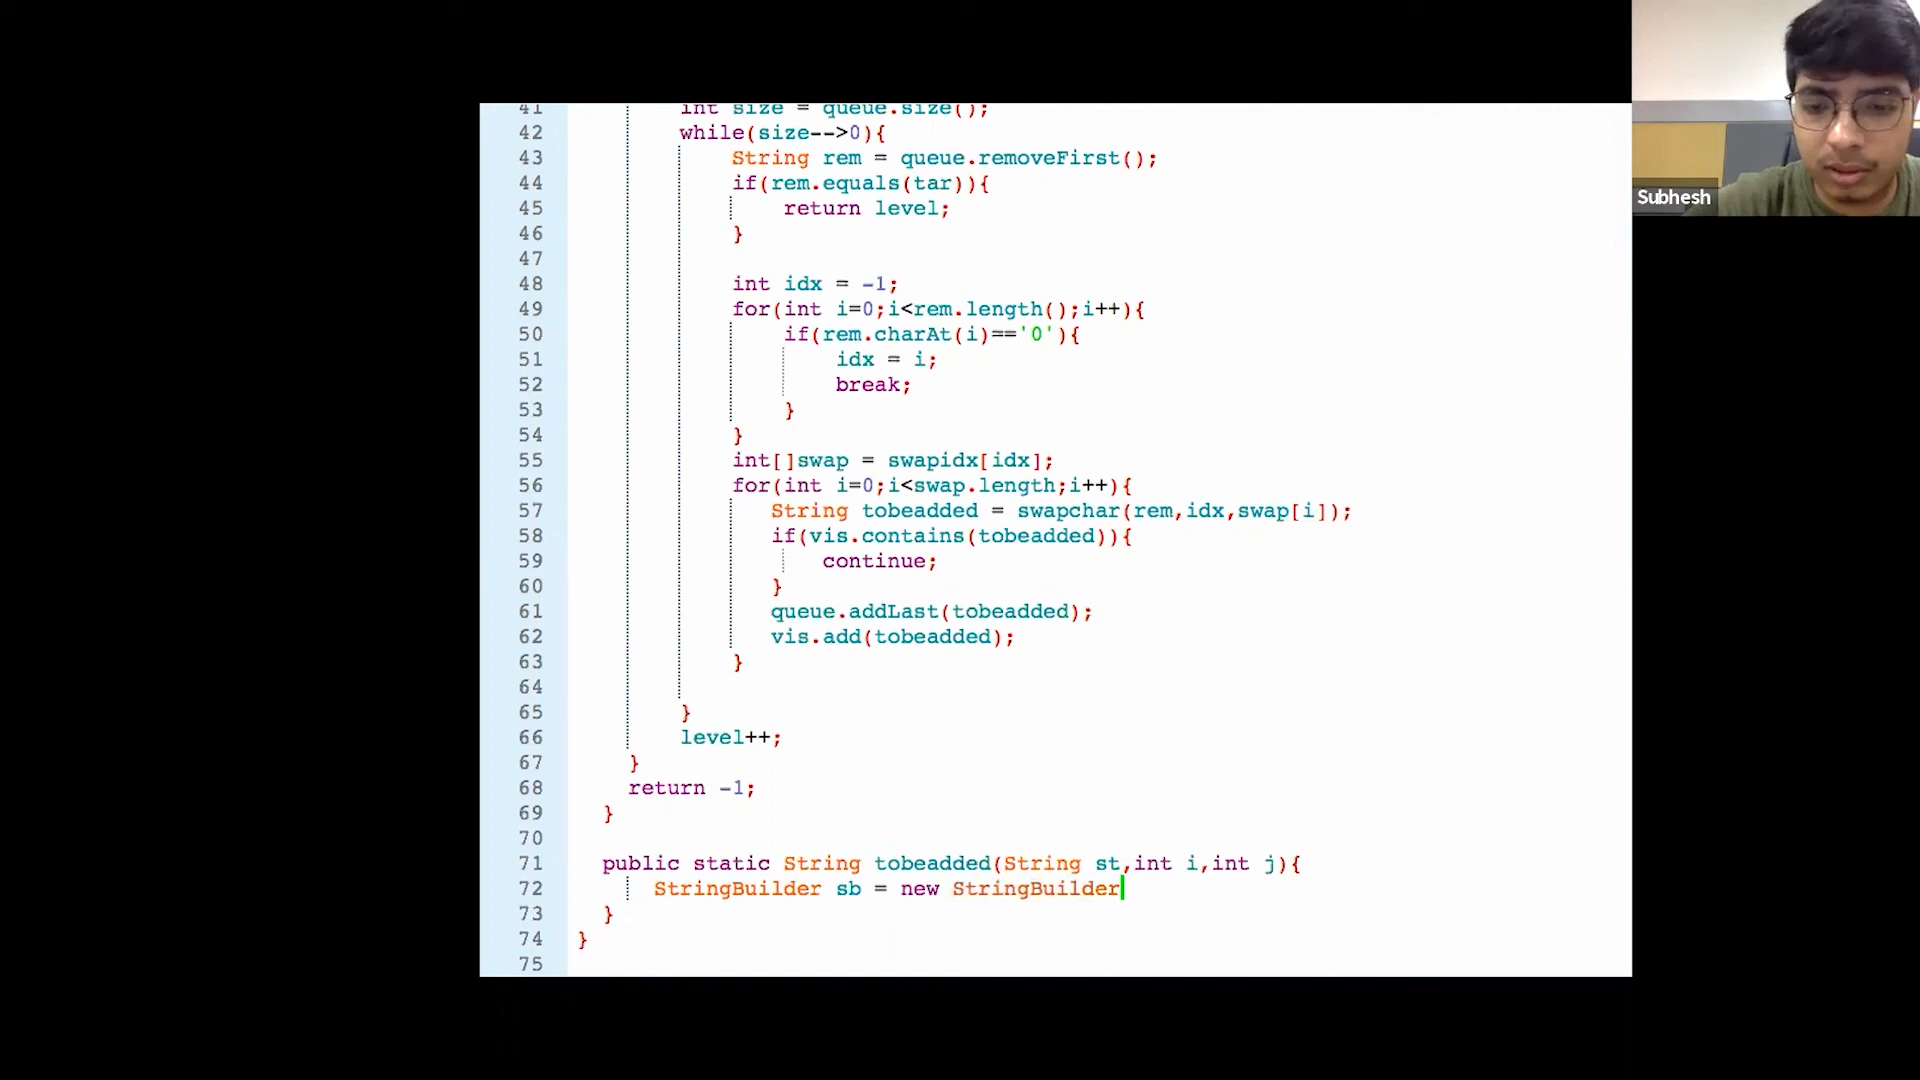 41 int size = queue.size();
42 while(size-->0){
43 String rem = queue.removeFirst();
44 if(rem.equals(tar)){
45 return level;
46 }
47
48 int idx = -1;
49 for(int i=0;i<rem.length();i++){
50 if(rem.charAt(i)=='0'){
51 idx = i;
52 break;
53 }
54 }
55 int[]swap = swapidx[idx];
56 for(int i=0;i<swap.length;i++){
57 String tobeadded = swapchar(rem,idx,swap[i]);
58 if(vis.contains(tobeadded)){
59 continue;
60 }
61 queue.addLast(tobeadded);
62 vis.add(tobeadded);
63 }
64
65 }
66 level++;
67 }
68 return -1;
69 }
70
71 public static String tobeadded(String st,int i,int j){
72 StringBuilder sb = new StringBuilder
73 }
74 }
75
Subhesh